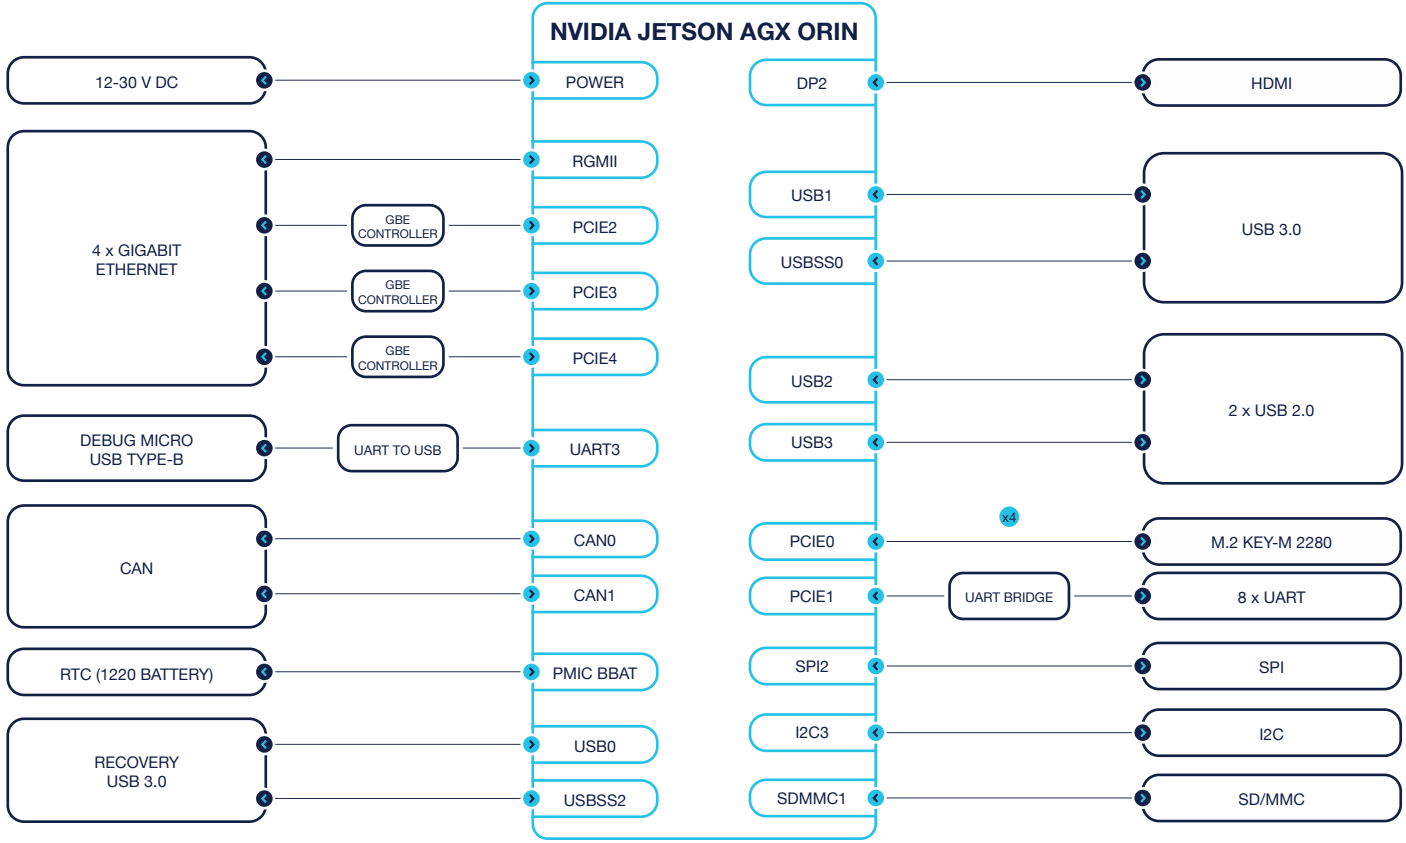 NVIDIA JETSON AGX ORIN
12-30 V DC
POWER
4 x GIGABIT
ETHERNET
RGMII
GBE
CONTROLLER
PCIE2
GBE
CONTROLLER
PCIE3
GBE
CONTROLLER
PCIE4
DEBUG MICRO
USB TYPE-B
UART TO USB
UART3
CAN
CAN0
CAN1
RTC (1220 BATTERY)
PMIC BBAT
RECOVERY
USB 3.0
USB0
USBSS2
DP2
HDMI
USB1
USBSS0
USB 3.0
USB2
USB3
2 x USB 2.0
x4
PCIE0
M.2 KEY-M 2280
PCIE1
UART BRIDGE
8 x UART
SPI2
SPI
I2C3
I2C
SDMMC1
SD/MMC